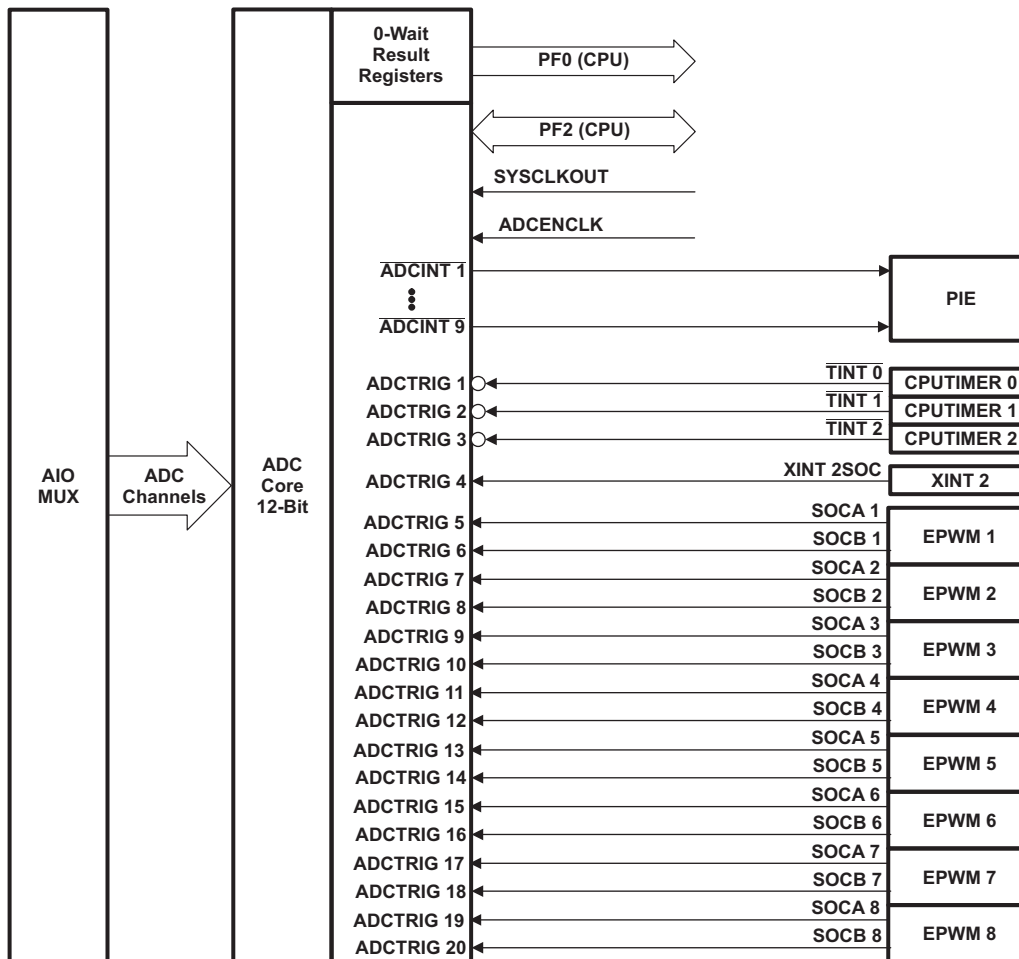 0-Wait
Result
Registers
PF0 (CPU)
PF2 (CPU)
SYSCLKOUT
ADCENCLK
ADCINT 1
PIE
ADCINT 9
ADCTRIG 1
TINT 0
CPUTIMER 0
ADCTRIG 2
TINT 1
CPUTIMER 1
ADCTRIG 3
TINT 2
CPUTIMER 2
AIO
MUX
ADC
Channels
ADC
Core
12-Bit
ADCTRIG 4
XINT 2SOC
XINT 2
ADCTRIG 5
SOCA 1
EPWM 1
ADCTRIG 6
SOCB 1
ADCTRIG 7
SOCA 2
EPWM 2
ADCTRIG 8
SOCB 2
ADCTRIG 9
SOCA 3
EPWM 3
ADCTRIG 10
SOCB 3
ADCTRIG 11
SOCA 4
EPWM 4
ADCTRIG 12
SOCB 4
ADCTRIG 13
SOCA 5
EPWM 5
ADCTRIG 14
SOCB 5
ADCTRIG 15
SOCA 6
EPWM 6
ADCTRIG 16
SOCB 6
ADCTRIG 17
SOCA 7
EPWM 7
ADCTRIG 18
SOCB 7
ADCTRIG 19
SOCA 8
EPWM 8
ADCTRIG 20
SOCB 8